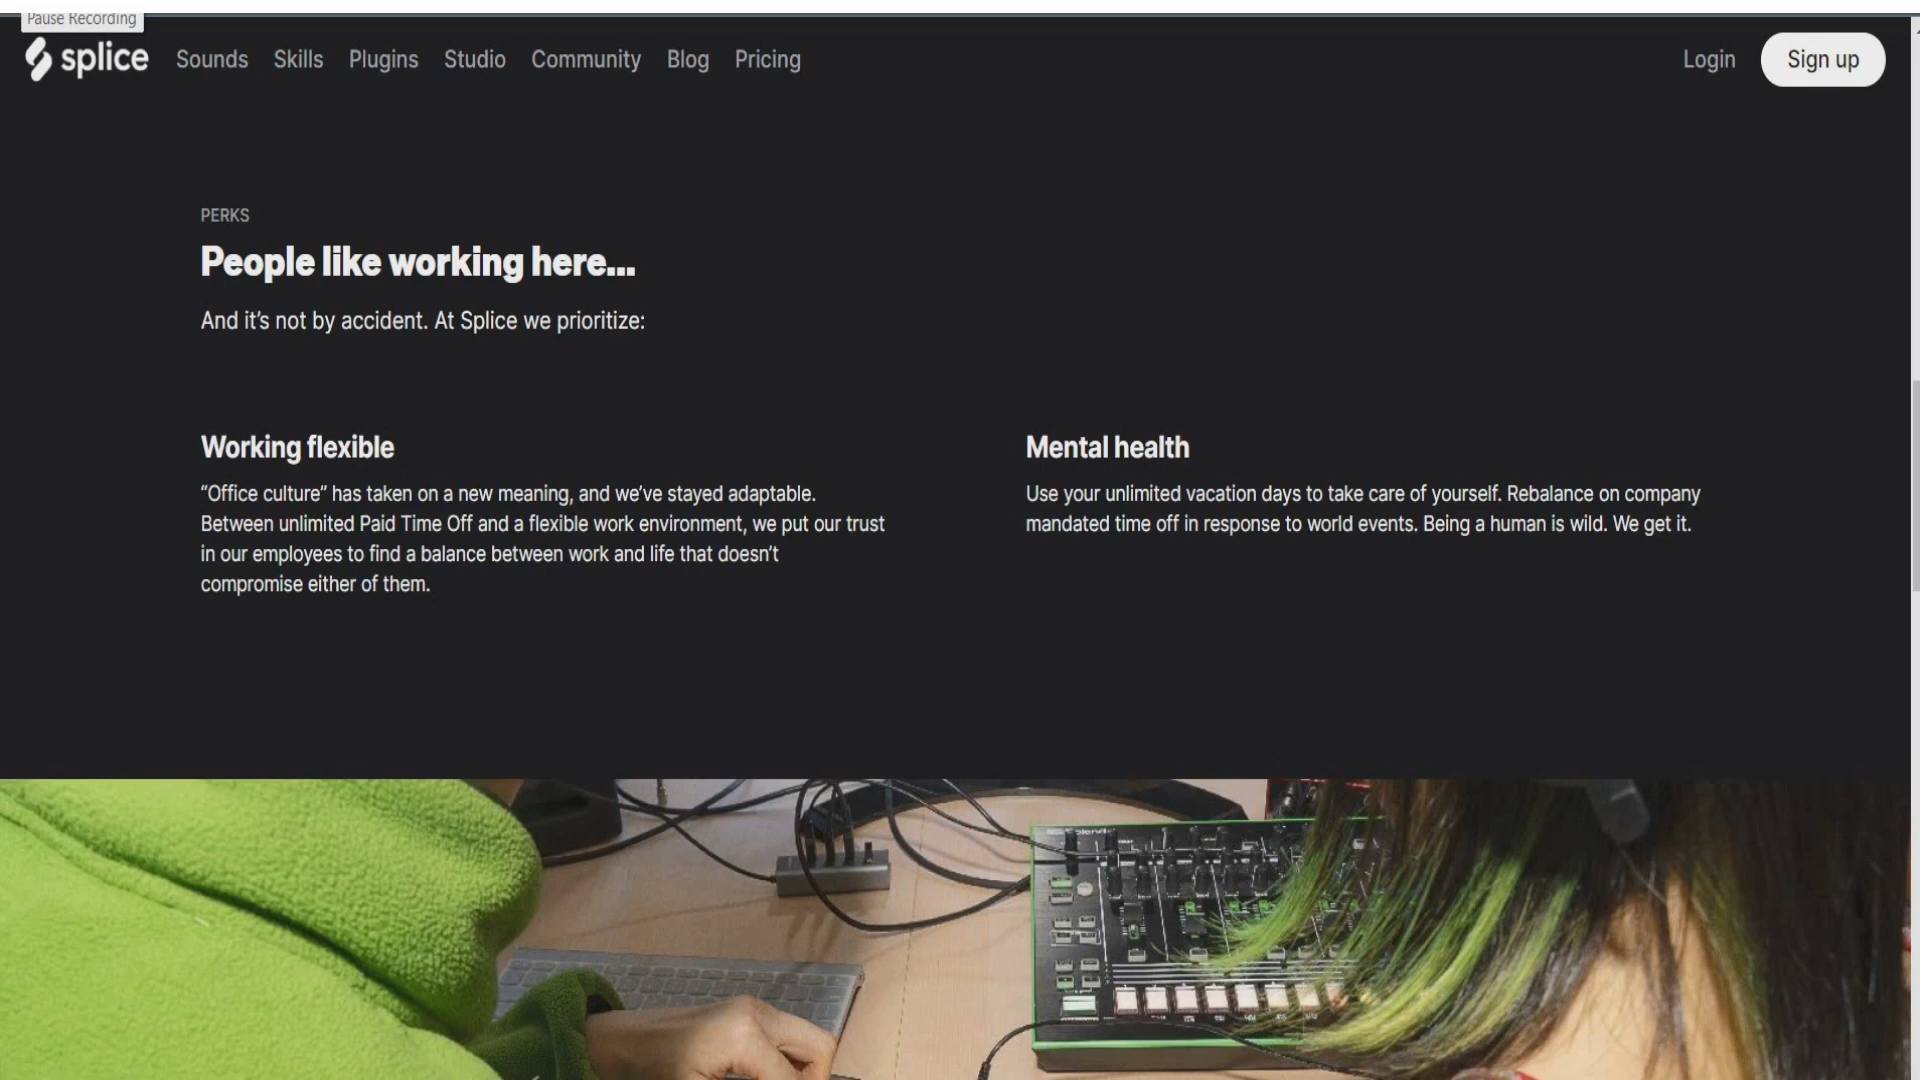 Pause Recording
splice Sounds Skills Plugins Studio Community Blog Pricing Login Sign up
PERKS
People like working here...
And it’s not by accident. At Splice we prioritize:
Working flexible
“Office culture” has taken on a new meaning, and we’ve stayed adaptable.
Between unlimited Paid Time Off and a flexible work environment, we put our trust
in our employees to find a balance between work and life that doesn’t
compromise either of them.
Mental health
Use your unlimited vacation days to take care of yourself. Rebalance on company
mandated time off in response to world events. Being a human is wild. We get it.